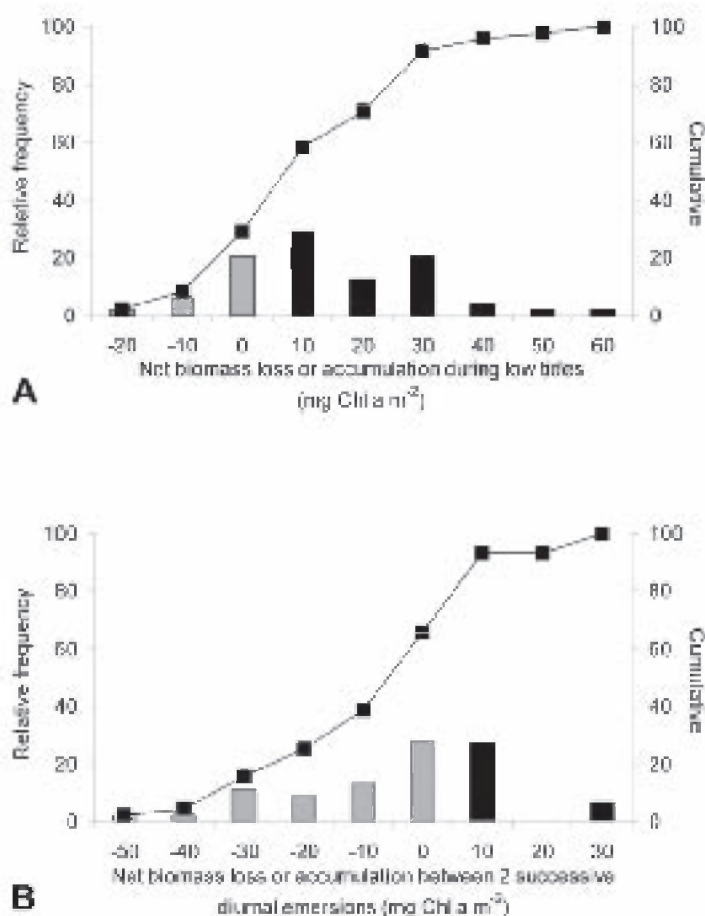 100 100
80 80
60 60
40 40
20 20
0 0
Relative frequency
Cumulative
-20 -10 0 10 20 30 40 50 60
Net biomass loss or accumulation during low tides
(mg Chl a m-2)
A
100 100
80 80
60 60
40 40
20 20
0 0
Relative frequency
Cumulative
-50 -40 -30 -20 -10 0 10 20 30
Net biomass loss or accumulation between 2 successive
diurnal emersions (mg Chl a m-2)
B